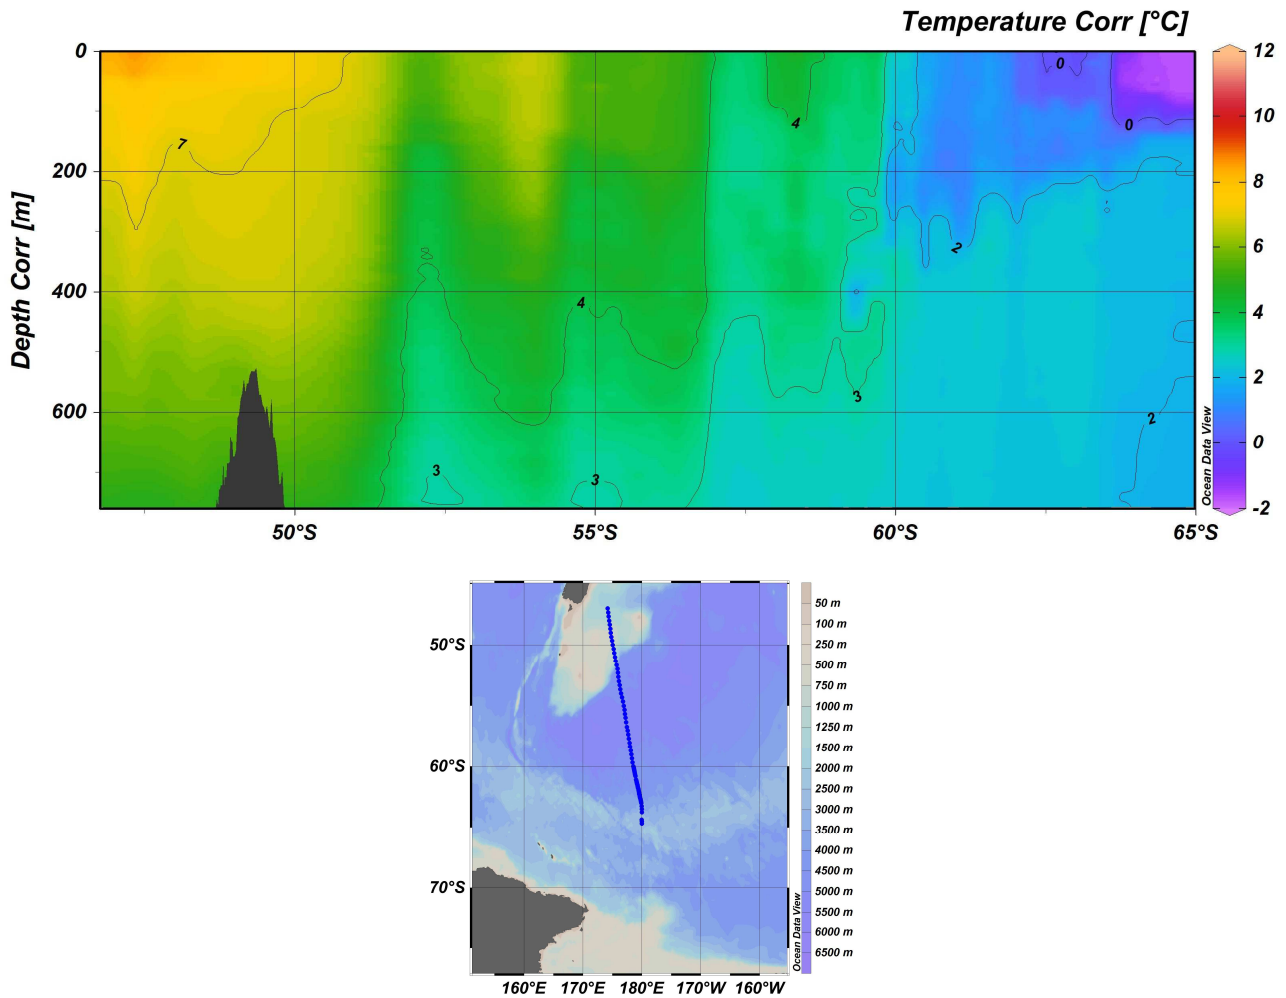 Temperature Corr [°C]
Depth Corr [m]
0
200
400
600
7
4
4
3
3
3
2
2
0
0
50°S
55°S
60°S
65°S
Ocean Data View
12
10
8
6
4
2
0
-2
50°S
60°S
70°S
160°E
170°E
180°E
170°W
160°W
Ocean Data View
50 m
100 m
250 m
500 m
750 m
1000 m
1250 m
1500 m
2000 m
2500 m
3000 m
3500 m
4000 m
4500 m
5000 m
5500 m
6000 m
6500 m